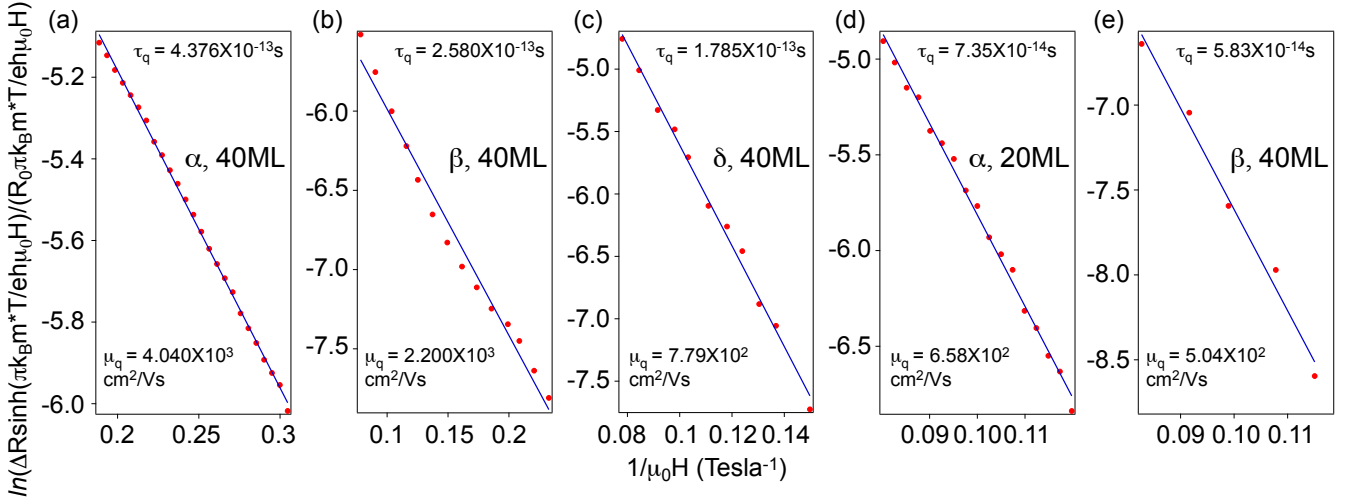 ln(ΔRsinh(πk_Bm*T/ehμ₀H)/(R₀πk_Bm*T/ehμ₀H)
(a)
τq = 4.376X10⁻¹³s
-5.2
-5.4
-5.6
-5.8
-6.0
α, 40ML
μq = 4.040X10³
cm²/Vs
0.2
0.25
0.3
(b)
τq = 2.580X10⁻¹³s
-6.0
-6.5
-7.0
-7.5
β, 40ML
μq = 2.200X10³
cm²/Vs
0.1
0.15
0.2
(c)
τq = 1.785X10⁻¹³s
-5.0
-5.5
-6.0
-6.5
-7.0
-7.5
δ, 40ML
μq = 7.79X10²
cm²/Vs
0.08
0.1
0.12
0.14
(d)
τq = 7.35X10⁻¹⁴s
-5.0
-5.5
-6.0
-6.5
α, 20ML
μq = 6.58X10²
cm²/Vs
0.09
0.10
0.110
(e)
τq = 5.83X10⁻¹⁴s
-7.0
-7.5
-8.0
-8.5
β, 40ML
μq = 5.04X10²
cm²/Vs
0.09
0.10
0.11
1/μ₀H (Tesla⁻¹)